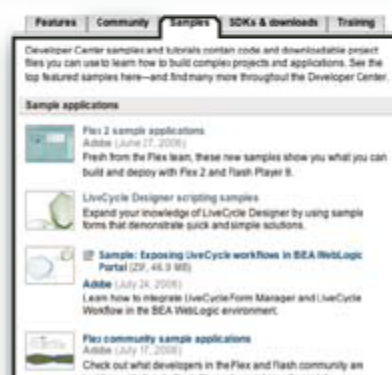 Features Community Samples SDKs & downloads Training
Developer Center samples and tutorials contain code and downloadable project
files you can use to learn how to build complex projects and applications. See the
top featured samples here—and find many more throughout the Developer Center.
Sample applications
Flex 2 sample applications
Adobe (June 27, 2006)
Fresh from the Flex team, these new samples show you what you can
build and deploy with Flex 2 and Flash Player 9.
LiveCycle Designer scripting samples
Expand your knowledge of LiveCycle Designer by using sample
forms that demonstrate quick and simple solutions.
Sample: Exposing LiveCycle workflows in BEA WebLogic
Portal (ZIP, 46.9 MB)
Adobe (July 24, 2006)
Learn how to integrate LiveCycle Form Manager and LiveCycle
Workflow in the BEA WebLogic environment.
Flex community sample applications
Adobe (July 17, 2006)
Check out what developers in the Flex and Flash community are